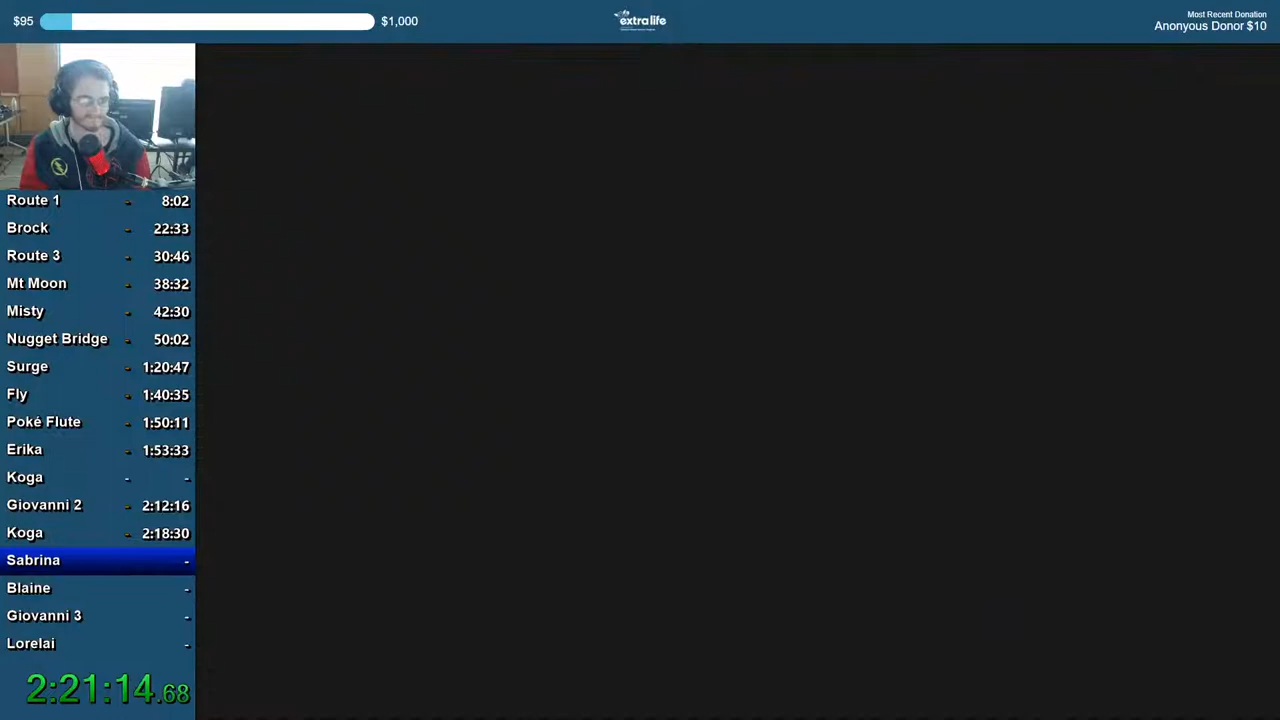 $95 $1,000
extralife
Most Recent Donation
Anonyous Donor $10
Route 1 - 8:02
Brock - 22:33
Route 3 - 30:46
Mt Moon - 38:32
Misty - 42:30
Nugget Bridge - 50:02
Surge - 1:20:47
Fly - 1:40:35
Poké Flute - 1:50:11
Erika - 1:53:33
Koga - -
Giovanni 2 - 2:12:16
Koga - 2:18:30
Sabrina -
Blaine -
Giovanni 3 -
Lorelai -
2:21:14.68